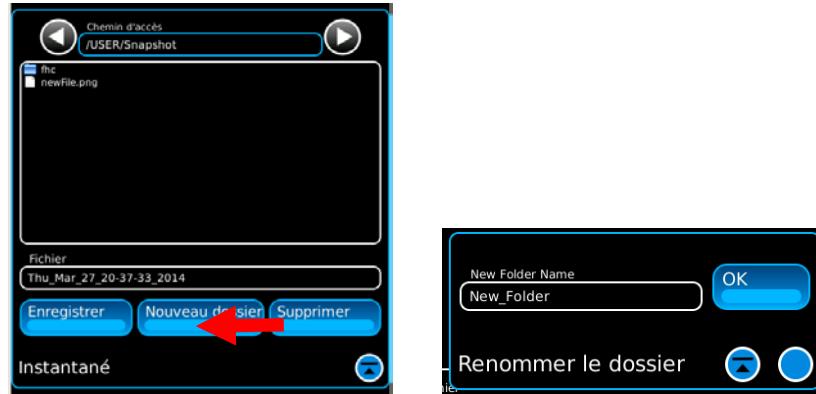 Chemin d'accès
/USER/Snapshot
fhc
newFile.png
Fichier
Thu_Mar_27_20-37-33_2014
Enregistrer
Nouveau dossier
Supprimer
Instantané
New Folder Name
New_Folder
OK
Renommer le dossier